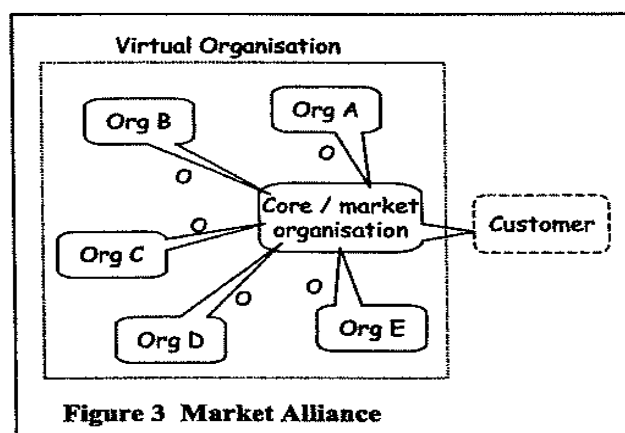 Virtual Organisation
Org B
Org A
O
O
Core / market
organisation
Customer
O
Org C
O
O
Org D
Org E
Figure 3 Market Alliance